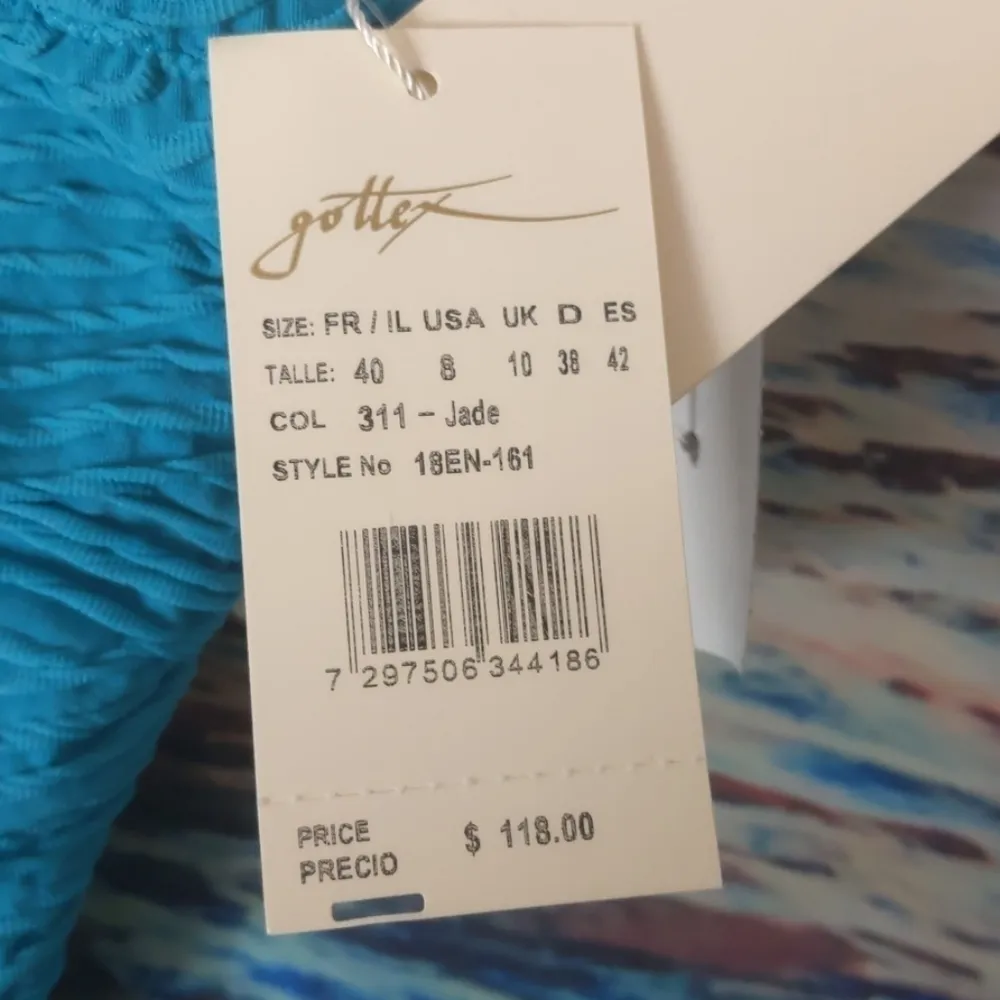 gottex
SIZE: FR / IL USA UK D ES
TALLE: 40 8 10 38 42
COL 311 - Jade
STYLE No 18EN-161
7 297506 344186
PRICE $ 118.00
PRECIO